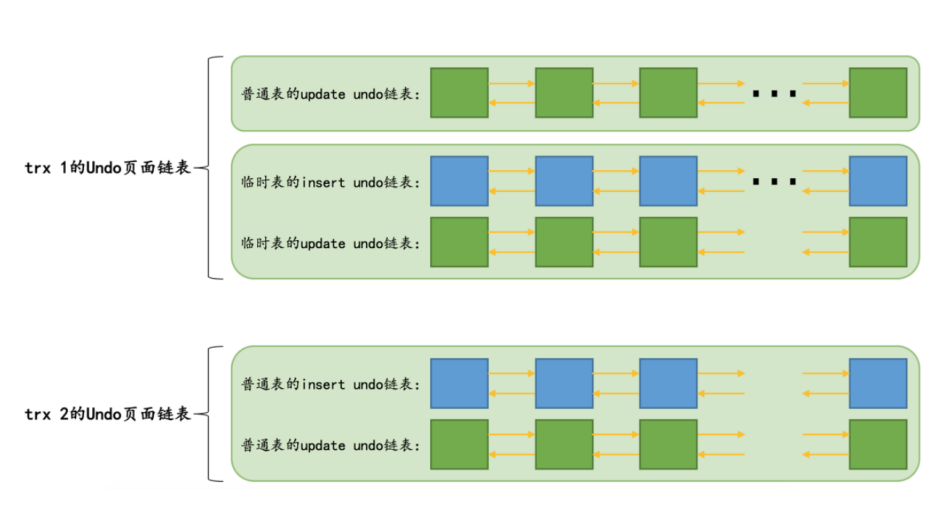 普通表的update undo链表：
trx 1的Undo页面链表
临时表的insert undo链表：
临时表的update undo链表：
普通表的insert undo链表：
trx 2的Undo页面链表
普通表的update undo链表：